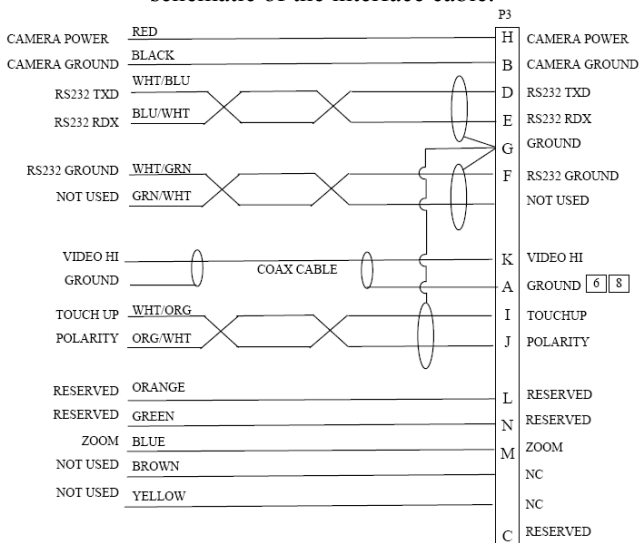 schematic of the interface cable.
P3
CAMERA POWER RED H CAMERA POWER
CAMERA GROUND BLACK B CAMERA GROUND
RS232 TXD WHT/BLU D RS232 TXD
RS232 RDX BLU/WHT E RS232 RDX
G GROUND
RS232 GROUND WHT/GRN F RS232 GROUND
NOT USED GRN/WHT NOT USED
VIDEO HI K VIDEO HI
GROUND COAX CABLE A GROUND 6 8
TOUCH UP WHT/ORG I TOUCHUP
POLARITY ORG/WHT J POLARITY
RESERVED ORANGE L RESERVED
RESERVED GREEN N RESERVED
ZOOM BLUE M ZOOM
NOT USED BROWN NC
NOT USED YELLOW NC
C RESERVED